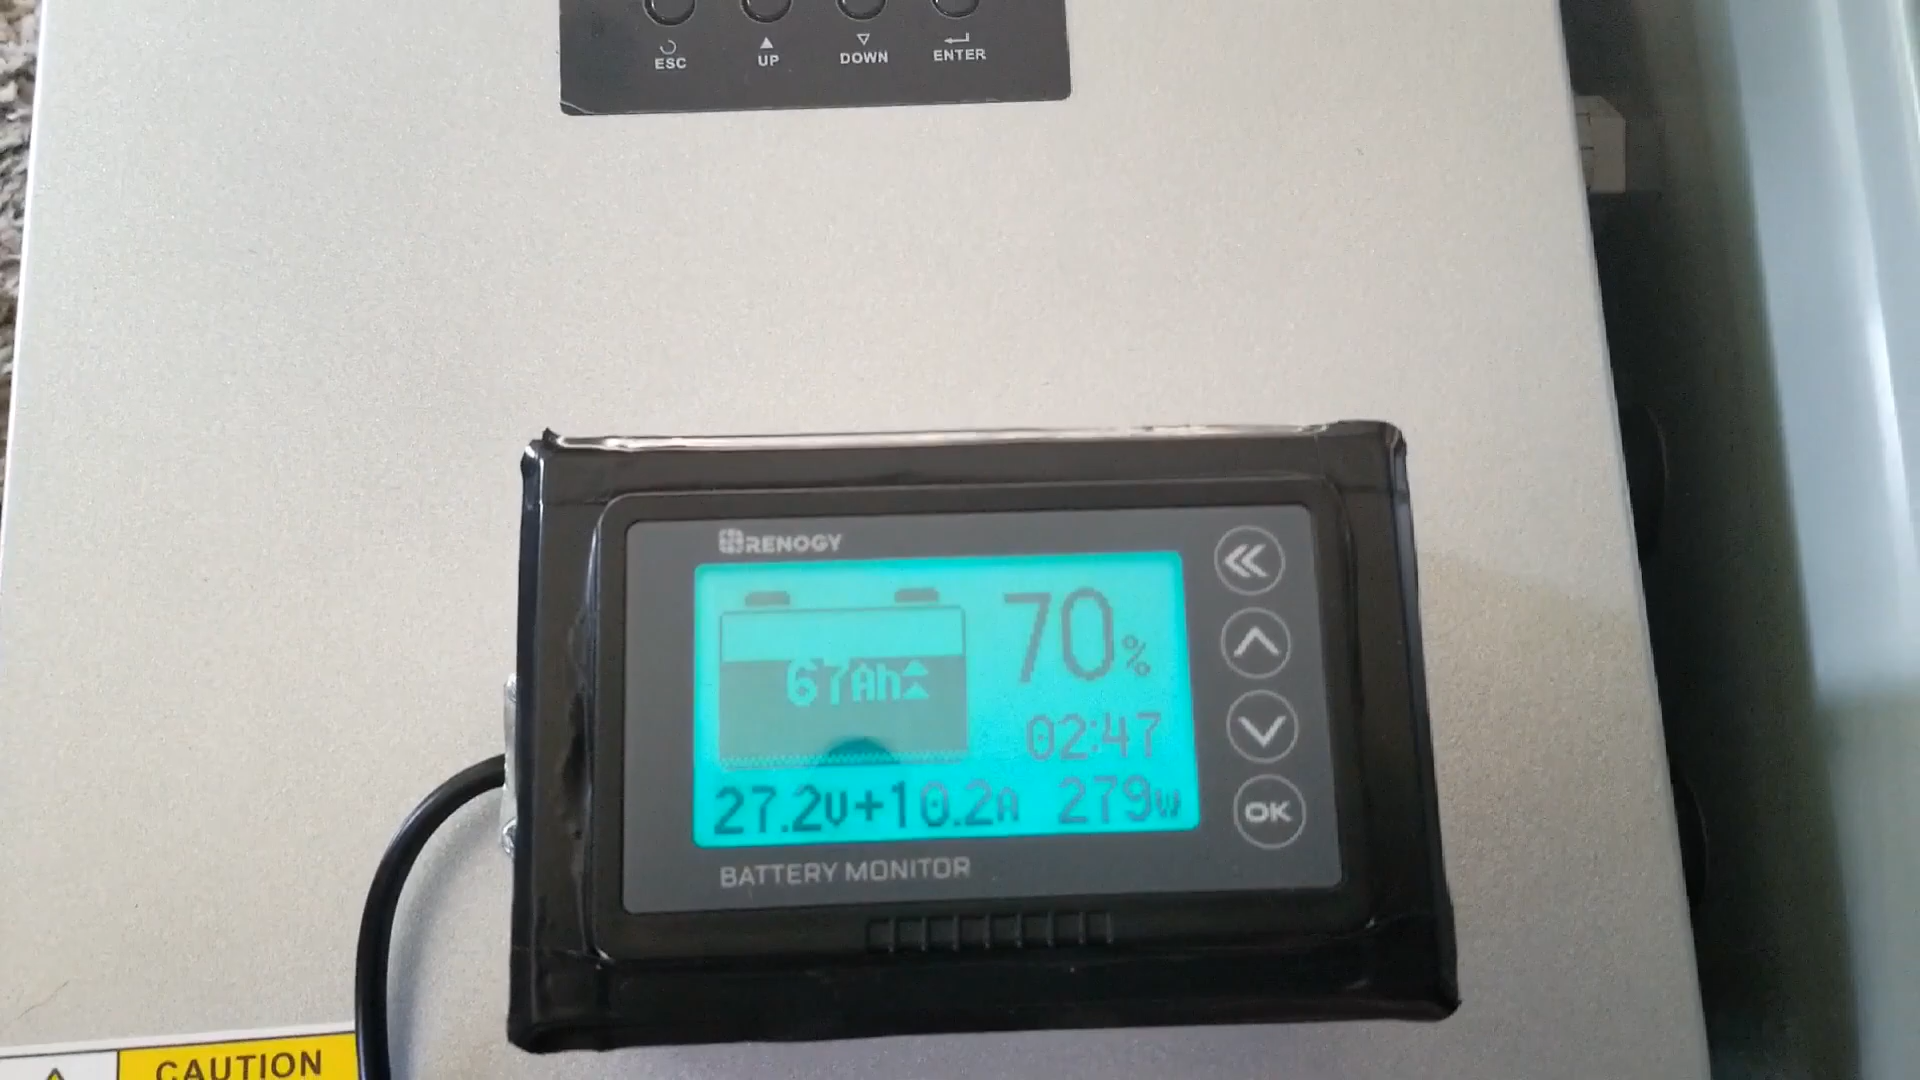 ESC UP DOWN ENTER
RENOGY
67Ah
70%
02:47
27.2V+10.2A 279W
OK
BATTERY MONITOR
CAUTION